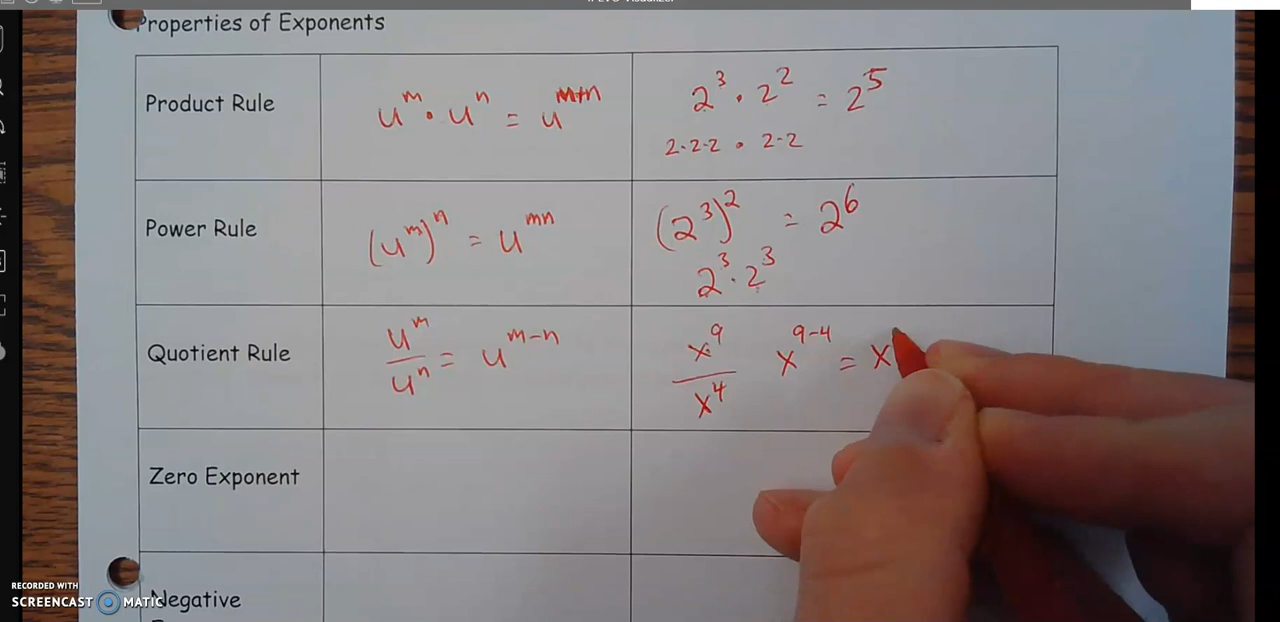 Properties of Exponents
Product Rule
u^m · u^n = u^{m+n}
2^3 · 2^2 = 2^5
2·2·2 · 2·2
Power Rule
(u^m)^n = u^{mn}
(2^3)^2 = 2^6
2^3 · 2^3
Quotient Rule
u^m/u^n = u^{m-n}
x^9/x^4 x^{9-4} = x
Zero Exponent
Negative
RECORDED WITH
SCREENCAST MATIC